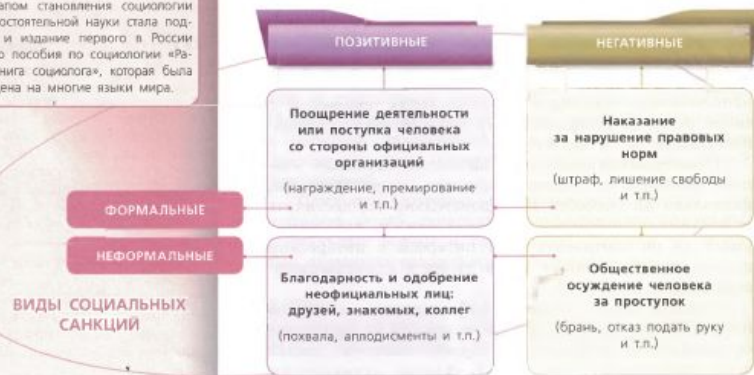 апом становления социологии
остоятельной науки стала под-
и издание первого в России
о пособия по социологии «Ра-
нига социолога», которая была
дена на многие языки мира.
ПОЗИТИВНЫЕ
НЕГАТИВНЫЕ
Поощрение деятельности
или поступка человека
со стороны официальных
организаций
(награждение, премирование
и т.п.)
Наказание
за нарушение правовых
норм
(штраф, лишение свободы
и т.п.)
ФОРМАЛЬНЫЕ
НЕФОРМАЛЬНЫЕ
Благодарность и одобрение
неофициальных лиц:
друзей, знакомых, коллег
(похвала, аплодисменты и т.п.)
Общественное
осуждение человека
за проступок
(брань, отказ подать руку
и т.п.)
ВИДЫ СОЦИАЛЬНЫХ
САНКЦИЙ